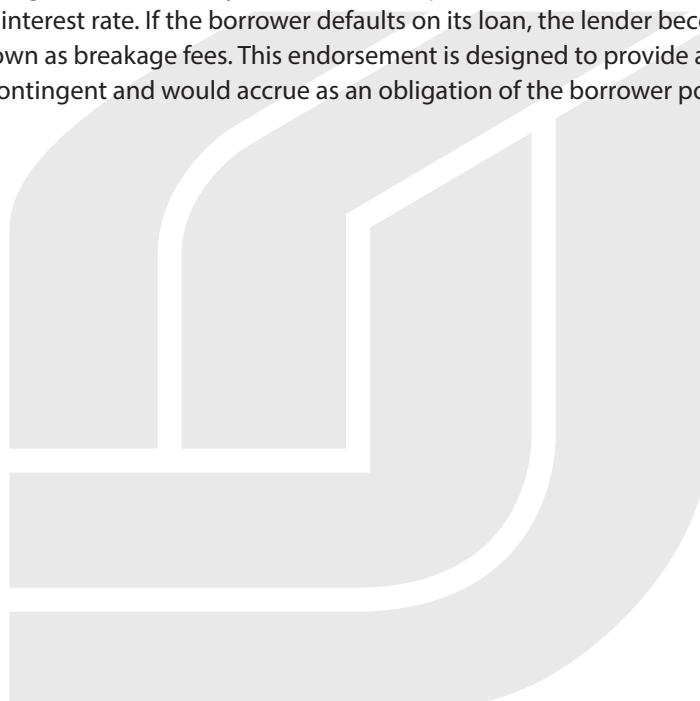 interest rate. If the borrower defaults on its loan, the lender bec
own as breakage fees. This endorsement is designed to provide a
ontingent and would accrue as an obligation of the borrower po